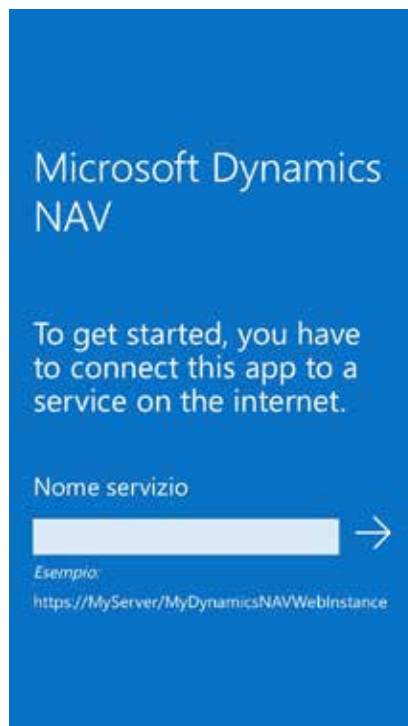 Microsoft Dynamics
NAV
To get started, you have
to connect this app to a
service on the internet.
Nome servizio
Esempio:
https://MyServer/MyDynamicsNAVWebInstance